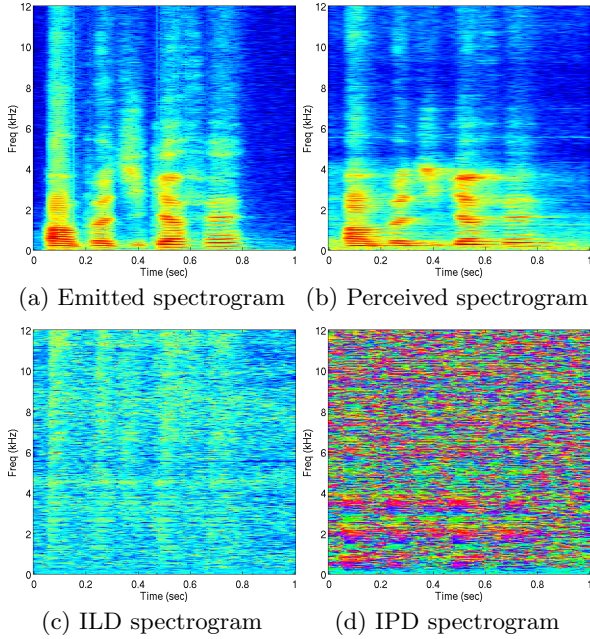 12
10
8
6
4
2
0
Freq (kHz)
0 0.2 0.4 0.6 0.8 1
Time (sec)
(a) Emitted spectrogram
12
10
8
6
4
2
0
Freq (kHz)
0 0.2 0.4 0.6 0.8 1
Time (sec)
(b) Perceived spectrogram
12
10
8
6
4
2
0
Freq (kHz)
0 0.2 0.4 0.6 0.8 1
Time (sec)
(c) ILD spectrogram
12
10
8
6
4
2
0
Freq (kHz)
0 0.2 0.4 0.6 0.8 1
Time (sec)
(d) IPD spectrogram